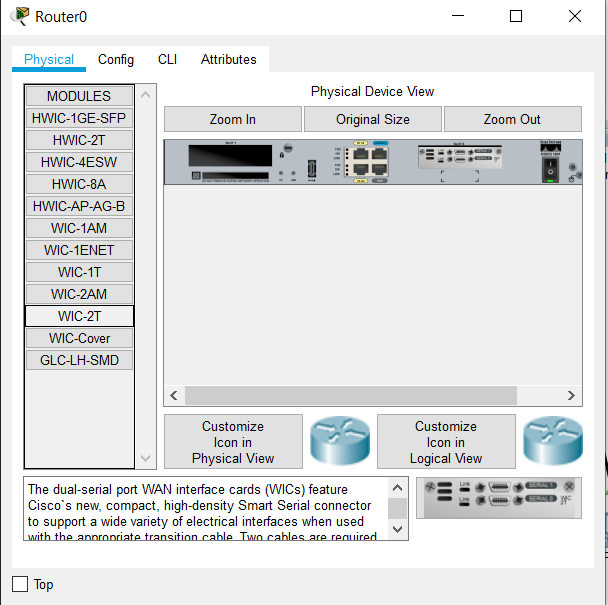 Router0
Physical
Config
CLI
Attributes
MODULES
HWIC-1GE-SFP
HWIC-2T
HWIC-4ESW
HWIC-8A
HWIC-AP-AG-B
WIC-1AM
WIC-1ENET
WIC-1T
WIC-2AM
WIC-2T
WIC-Cover
GLC-LH-SMD
Physical Device View
Zoom In
Original Size
Zoom Out
Customize
Icon in
Physical View
Customize
Icon in
Logical View
The dual-serial port WAN interface cards (WICs) feature
Cisco`s new, compact, high-density Smart Serial connector
to support a wide variety of electrical interfaces when used
with the appropriate transition cable. Two cables are required
Link
SERIAL 1
Link
SERIAL 0
WIC
2T
Top